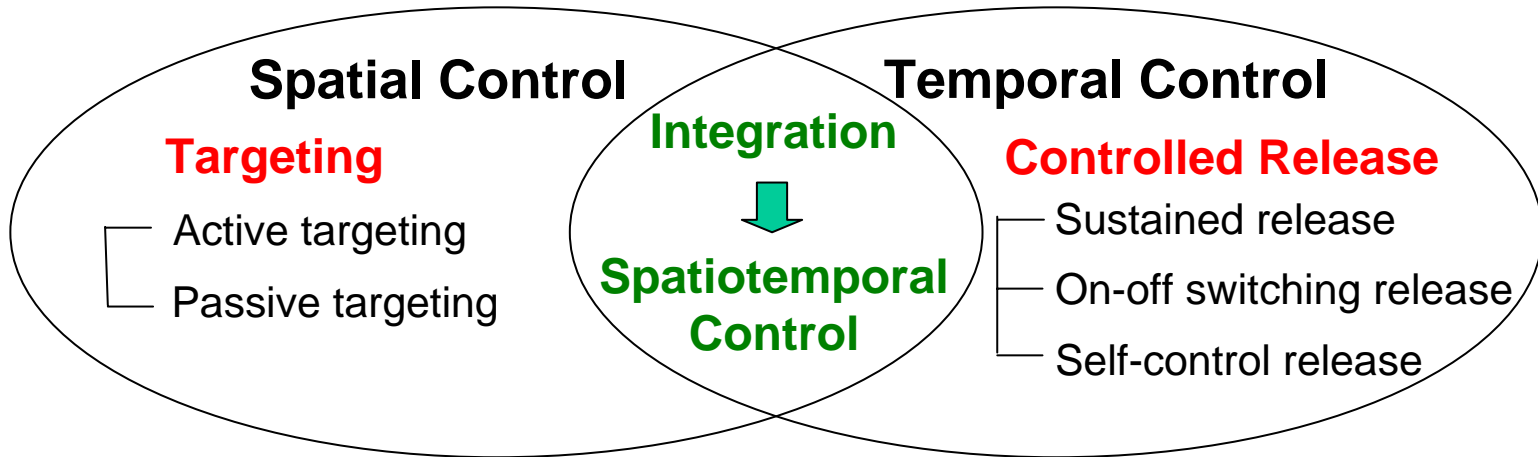 Spatial Control
Targeting
Active targeting
Passive targeting
Integration
Spatiotemporal
Control
Temporal Control
Controlled Release
Sustained release
On-off switching release
Self-control release